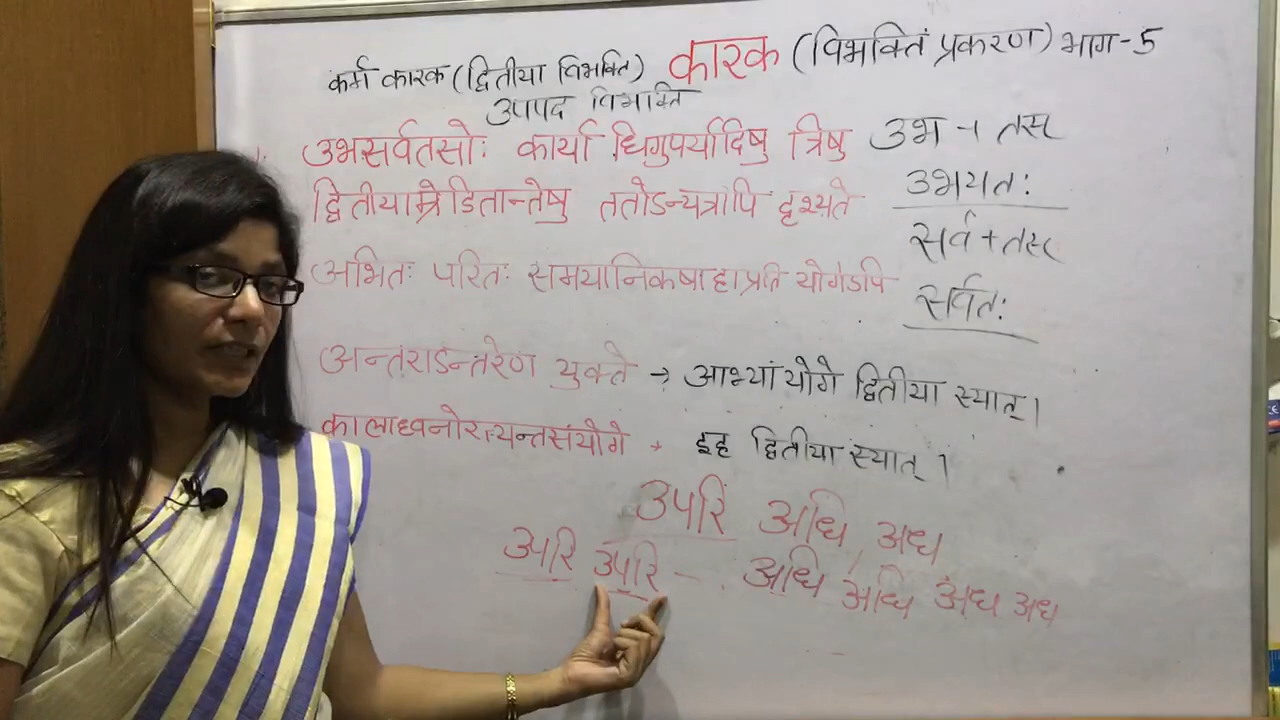 कर्म कारक (द्वितीया विभक्ति) कारक (विभक्ति प्रकरण) भाग-5
उपपद विभक्ति
उभसर्वतसोः कार्या धिगुपर्यादिषु त्रिषु
द्वितीयाम्रेडितान्तेषु ततोऽन्यत्रापि दृश्यते
अभितः परितः समयानिकषाहाप्रति योगेऽपि
अन्तराऽन्तरेण युक्ते → आभ्यां योगे द्वितीया स्यात्।
कालाध्वनोरत्यन्तसंयोगे → इह द्वितीया स्यात्।
उभ + तस्
उभयतः
सर्व + तस्
सर्वतः
उपरि अधि, अध
उपरि उपरि - अधि अधि अध अध